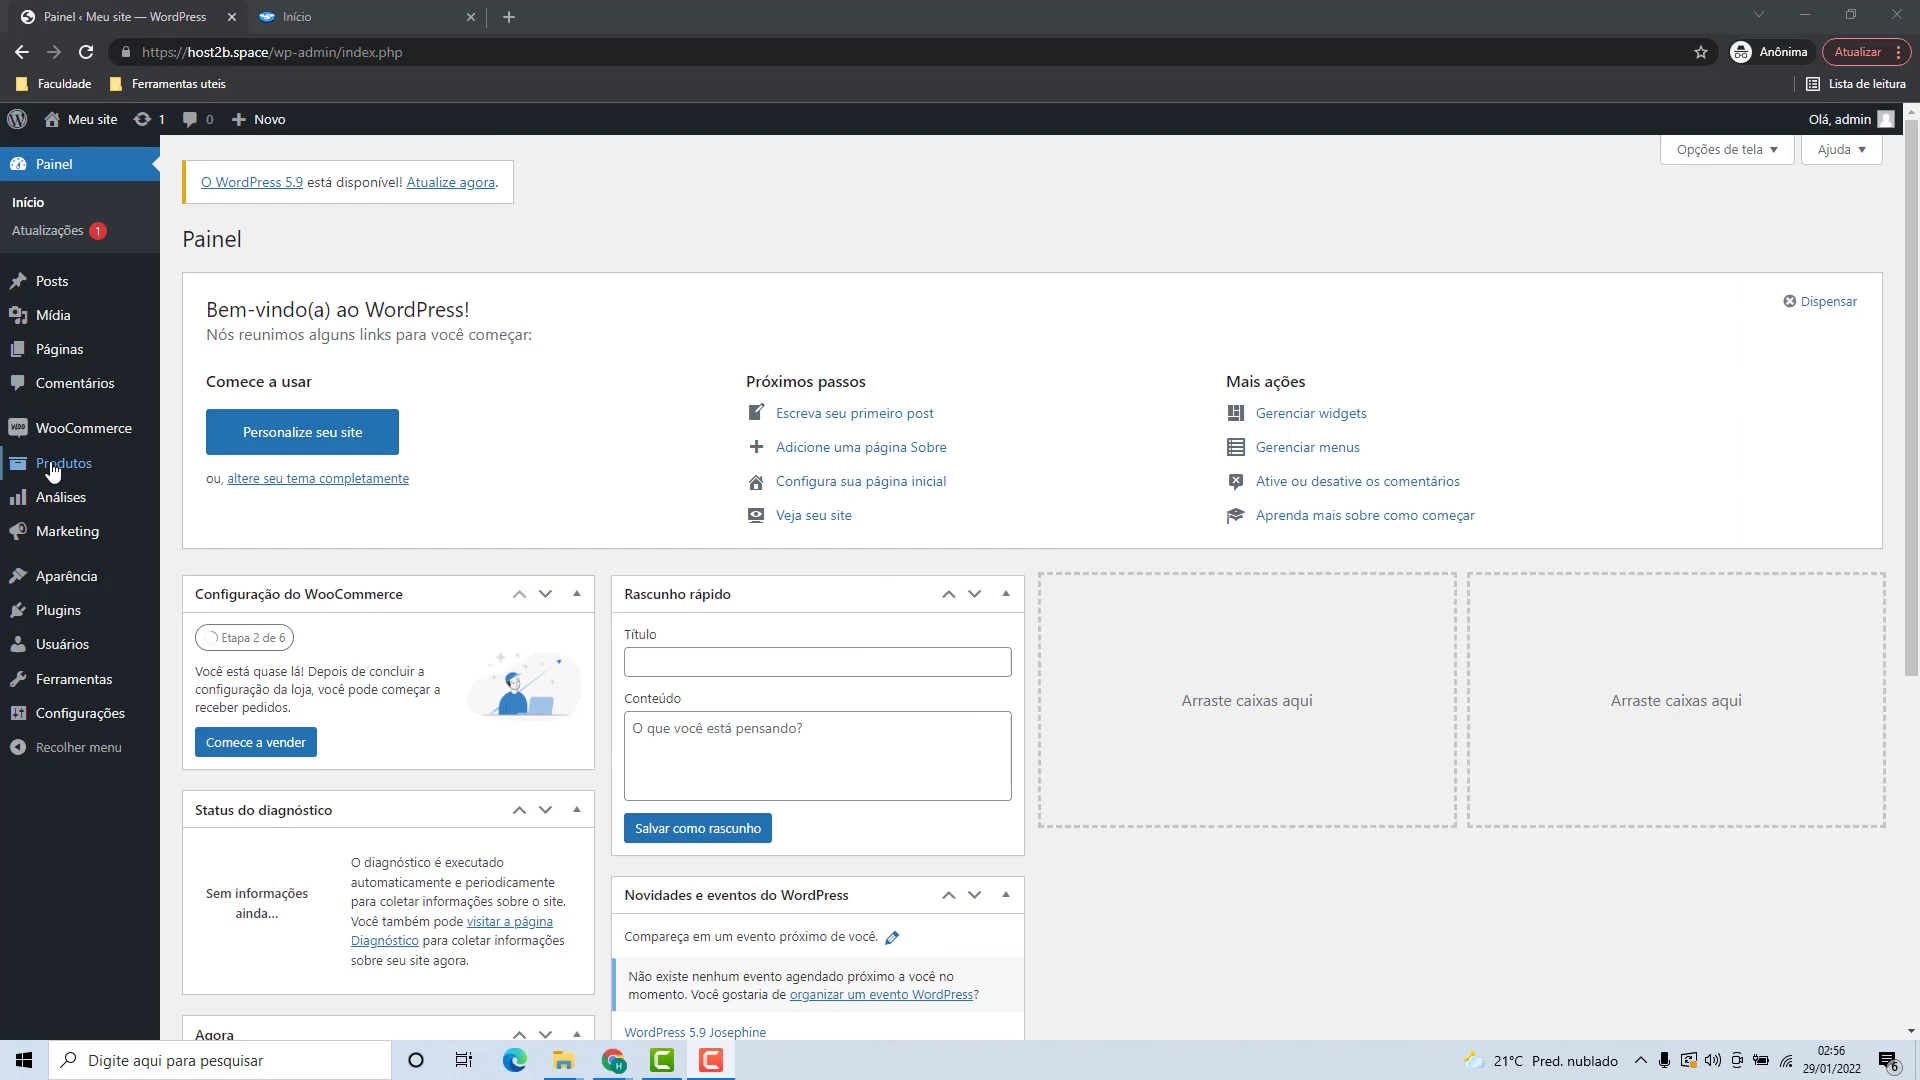 Painel ‹ Meu site — WordPress
Início
https://host2b.space/wp-admin/index.php
Anônima
Atualizar
Faculdade
Ferramentas uteis
Lista de leitura
Meu site
1
0
Novo
Olá, admin
Painel
Início
Atualizações 1
Posts
Mídia
Páginas
Comentários
WooCommerce
Produtos
Análises
Marketing
Aparência
Plugins
Usuários
Ferramentas
Configurações
Recolher menu
Opções de tela
Ajuda
O WordPress 5.9 está disponível! Atualize agora.
Painel
Bem-vindo(a) ao WordPress!
Nós reunimos alguns links para você começar:
Dispensar
Comece a usar
Personalize seu site
ou, altere seu tema completamente
Próximos passos
Escreva seu primeiro post
Adicione uma página Sobre
Configura sua página inicial
Veja seu site
Mais ações
Gerenciar widgets
Gerenciar menus
Ative ou desative os comentários
Aprenda mais sobre como começar
Configuração do WooCommerce
Etapa 2 de 6
Você está quase lá! Depois de concluir a
configuração da loja, você pode começar a
receber pedidos.
Comece a vender
Status do diagnóstico
Sem informações
ainda...
O diagnóstico é executado
automaticamente e periodicamente
para coletar informações sobre o site.
Você também pode visitar a página
Diagnóstico para coletar informações
sobre seu site agora.
Agora
Rascunho rápido
Título
Conteúdo
O que você está pensando?
Salvar como rascunho
Novidades e eventos do WordPress
Compareça em um evento próximo de você.
Não existe nenhum evento agendado próximo a você no
momento. Você gostaria de organizar um evento WordPress?
WordPress 5.9 Josephine
Arraste caixas aqui
Arraste caixas aqui
Digite aqui para pesquisar
21°C Pred. nublado
02:56
29/01/2022
6